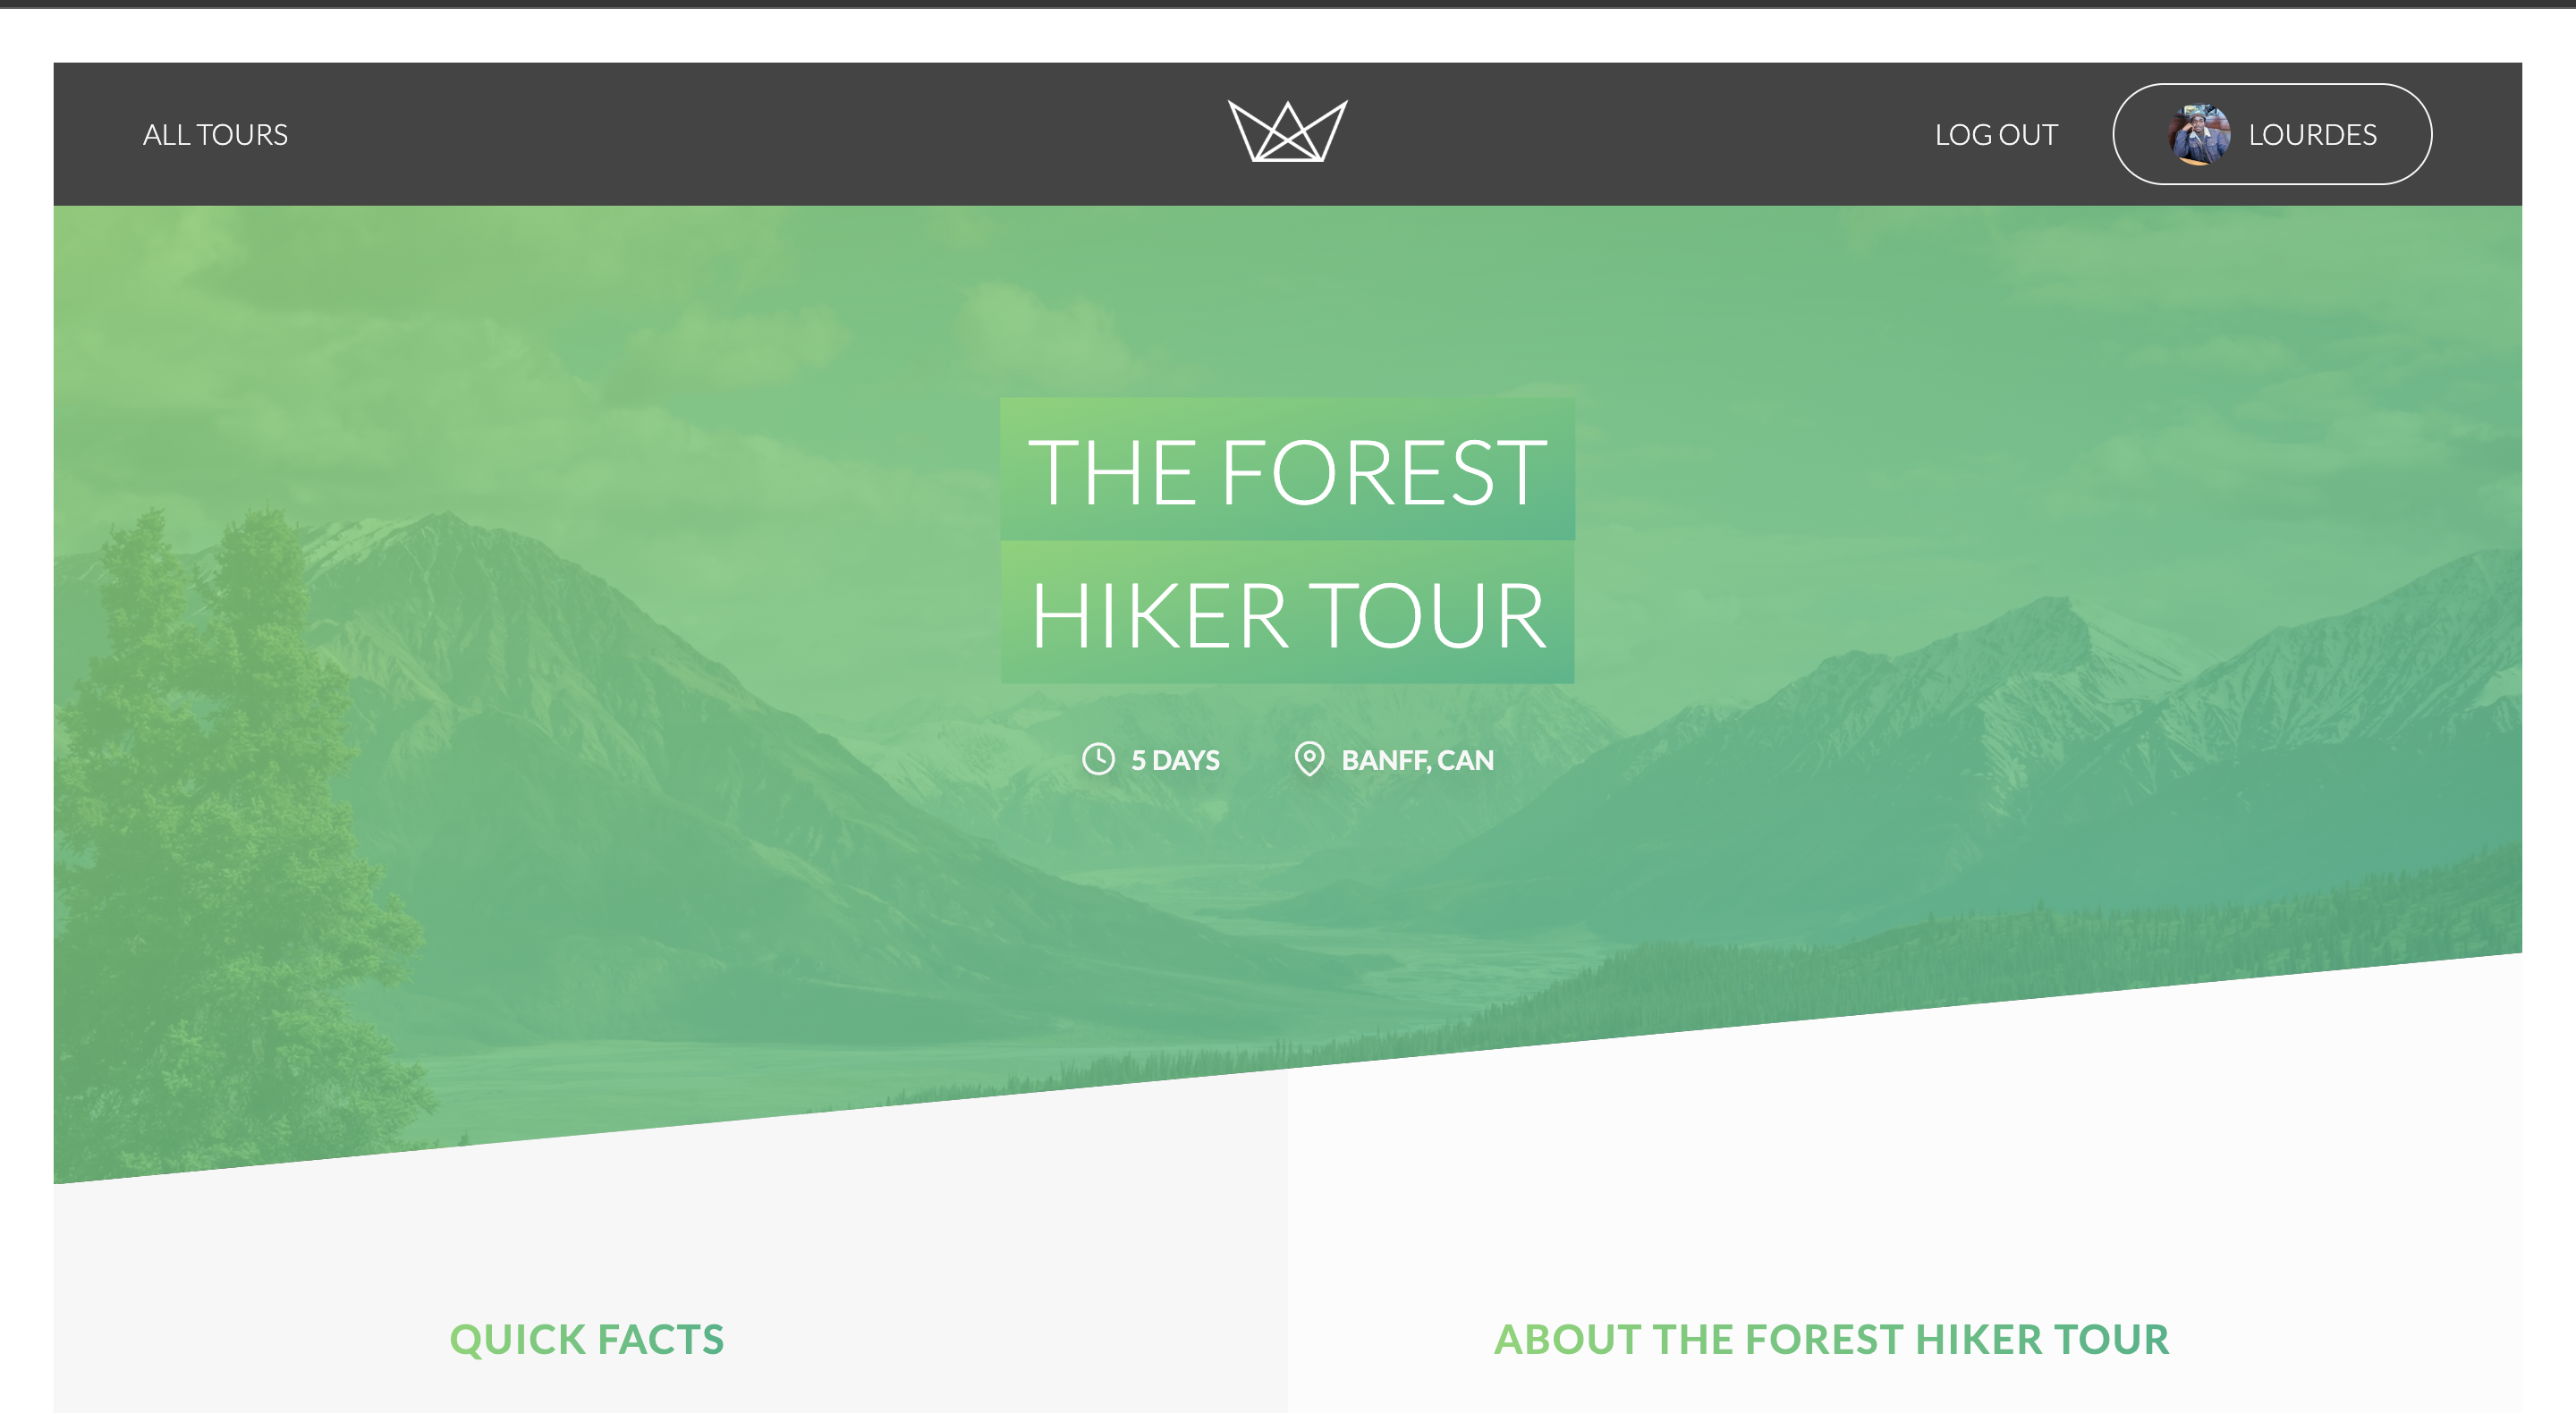 ALL TOURS
LOG OUT
LOURDES
THE FOREST
HIKER TOUR
5 DAYS
BANFF, CAN
QUICK FACTS
ABOUT THE FOREST HIKER TOUR